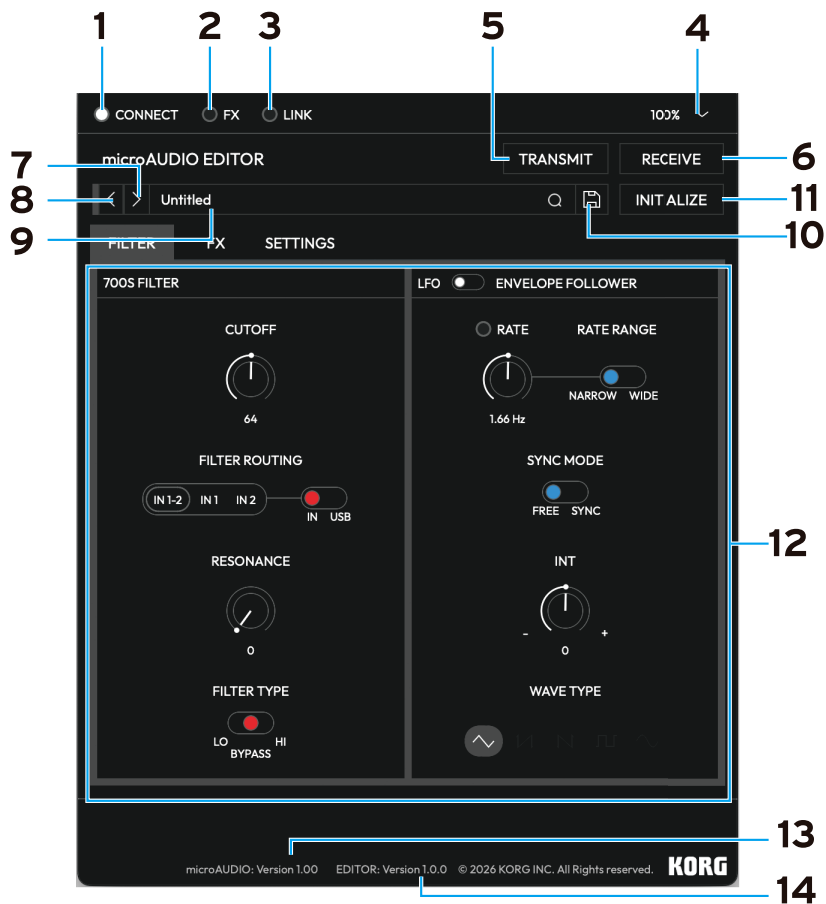 1 2 3 5 4
CONNECT FX LINK 100%
microAUDIO EDITOR TRANSMIT RECEIVE 6
7
8 Untitled INIT ALIZE 11
9 10
FILTER FX SETTINGS
700S FILTER LFO ENVELOPE FOLLOWER
CUTOFF RATE RATE RANGE
NARROW WIDE
64 1.66 Hz
FILTER ROUTING SYNC MODE
IN 1-2 IN 1 IN 2
IN USB FREE SYNC
12
RESONANCE INT
- +
0 0
FILTER TYPE WAVE TYPE
LO HI
BYPASS
13
microAUDIO: Version 1.00 EDITOR: Version 1.0.0 © 2026 KORG INC. All Rights reserved. KORG
14